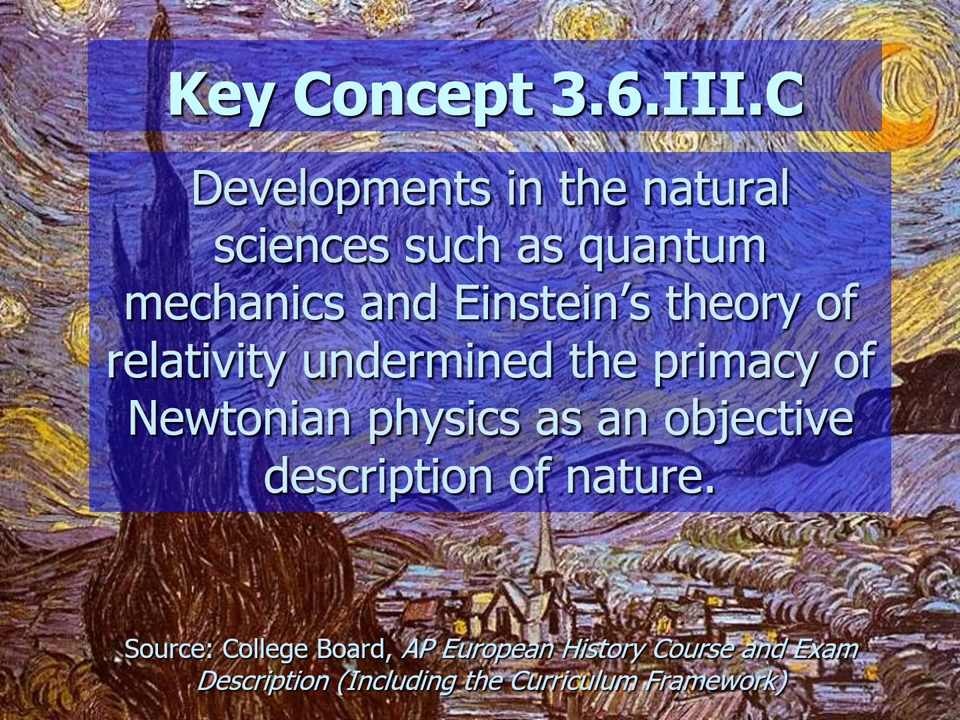 Key Concept 3.6.III.C
Developments in the natural
sciences such as quantum
mechanics and Einstein’s theory of
relativity undermined the primacy of
Newtonian physics as an objective
description of nature.
Source: College Board, AP European History Course and Exam
Description (Including the Curriculum Framework)